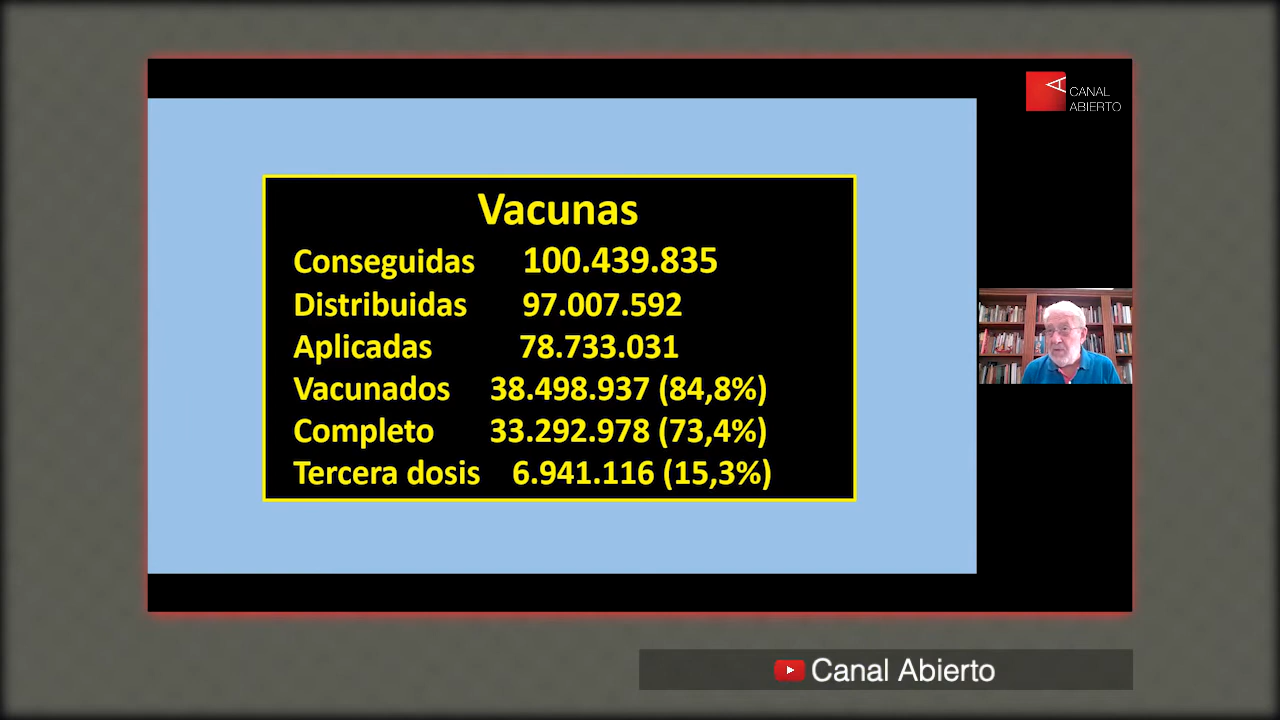 CANAL
ABIERTO
Vacunas
Conseguidas 100.439.835
Distribuidas 97.007.592
Aplicadas 78.733.031
Vacunados 38.498.937 (84,8%)
Completo 33.292.978 (73,4%)
Tercera dosis 6.941.116 (15,3%)
Canal Abierto